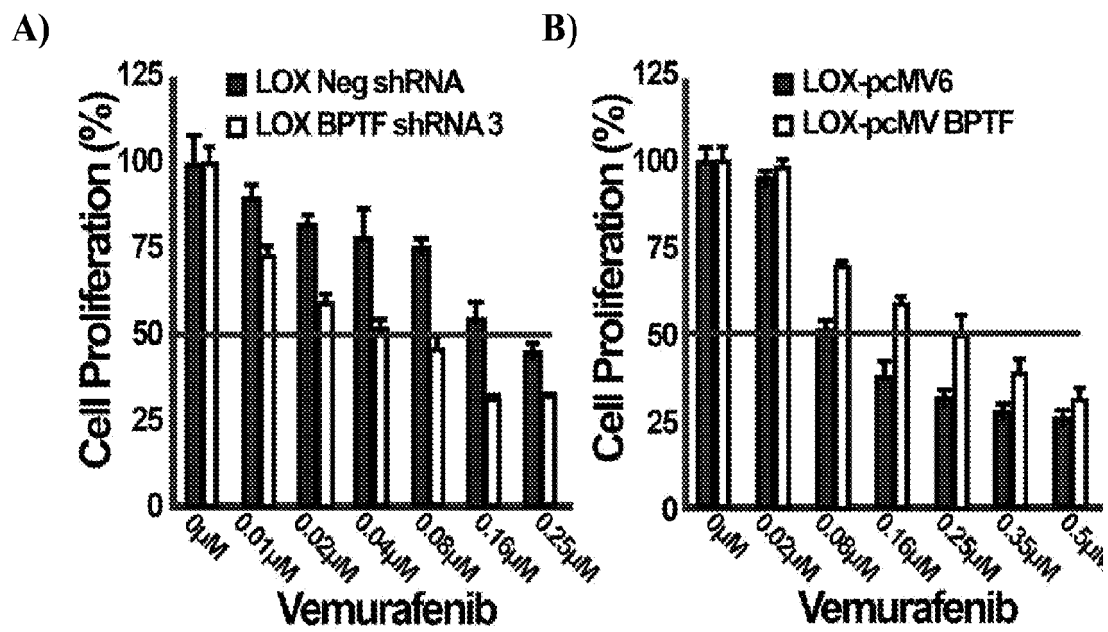 A)
125
100
75
50
25
0
Cell Proliferation (%)
LOX Neg shRNA
LOX BPTF shRNA 3
0µM
0.01µM
0.02µM
0.04µM
0.08µM
0.16µM
0.25µM
Vemurafenib
B)
125
100
75
50
25
0
Cell Proliferation (%)
LOX-pcMV6
LOX-pcMV BPTF
0µM
0.02µM
0.08µM
0.16µM
0.25µM
0.35µM
0.5µM
Vemurafenib